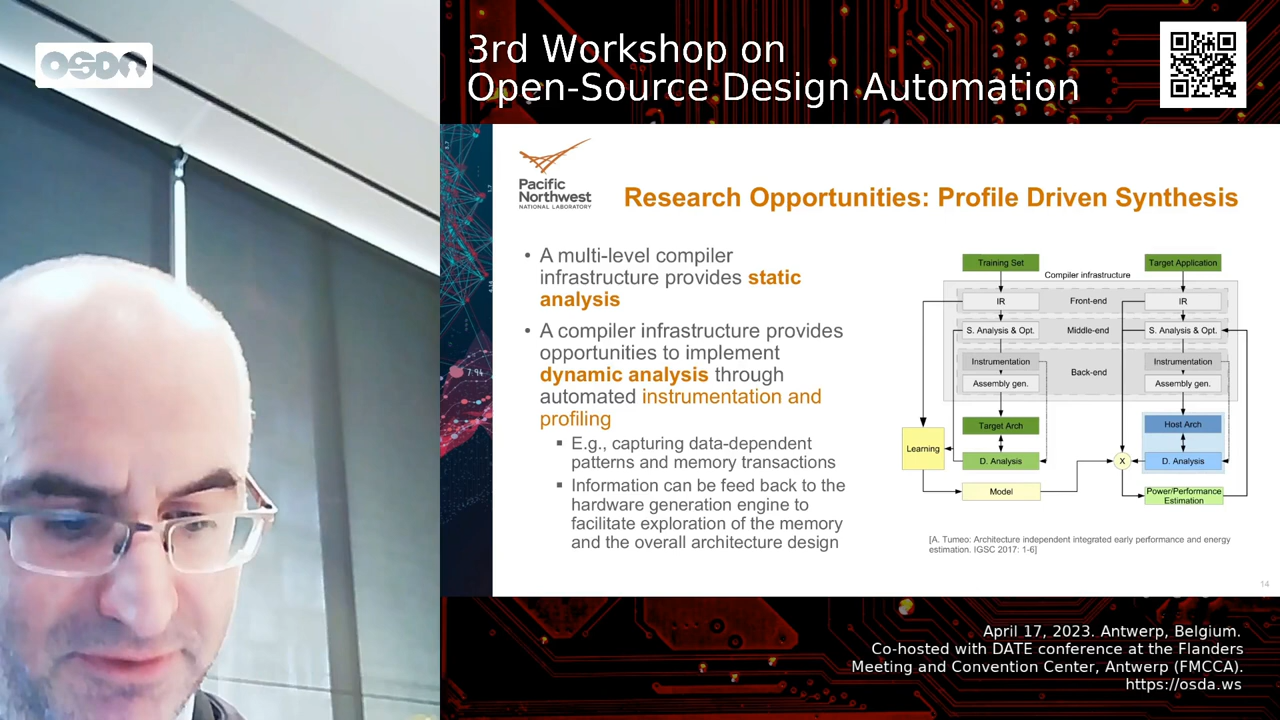 OSDA
3rd Workshop on
Open-Source Design Automation
Pacific
Northwest
NATIONAL LABORATORY
Research Opportunities: Profile Driven Synthesis
• A multi-level compiler
infrastructure provides static
analysis
• A compiler infrastructure provides
opportunities to implement
dynamic analysis through
automated instrumentation and
profiling
▪ E.g., capturing data-dependent
patterns and memory transactions
▪ Information can be feed back to the
hardware generation engine to
facilitate exploration of the memory
and the overall architecture design
Training Set
Target Application
Compiler infrastructure
IR
Front-end
IR
S. Analysis & Opt.
Middle-end
S. Analysis & Opt.
Instrumentation
Instrumentation
Back-end
Assembly gen.
Assembly gen.
Target Arch
Host Arch
Learning
D. Analysis
X
D. Analysis
Model
Power/Performance
Estimation
[A. Tumeo: Architecture independent integrated early performance and energy
estimation. IGSC 2017: 1-6]
14
7.94
April 17, 2023. Antwerp, Belgium.
Co-hosted with DATE conference at the Flanders
Meeting and Convention Center, Antwerp (FMCCA).
https://osda.ws